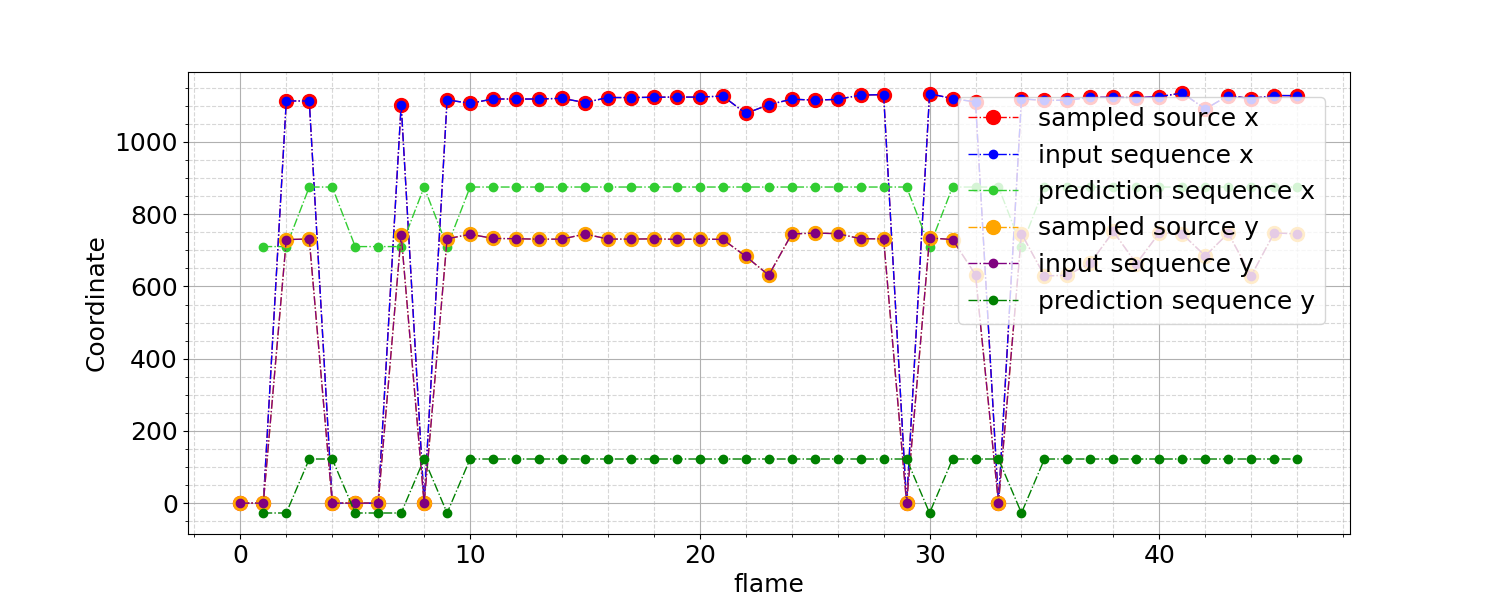 sampled source x
input sequence x
prediction sequence x
sampled source y
input sequence y
prediction sequence y
Coordinate
1000
800
600
400
200
0
0 10 20 30 40
flame